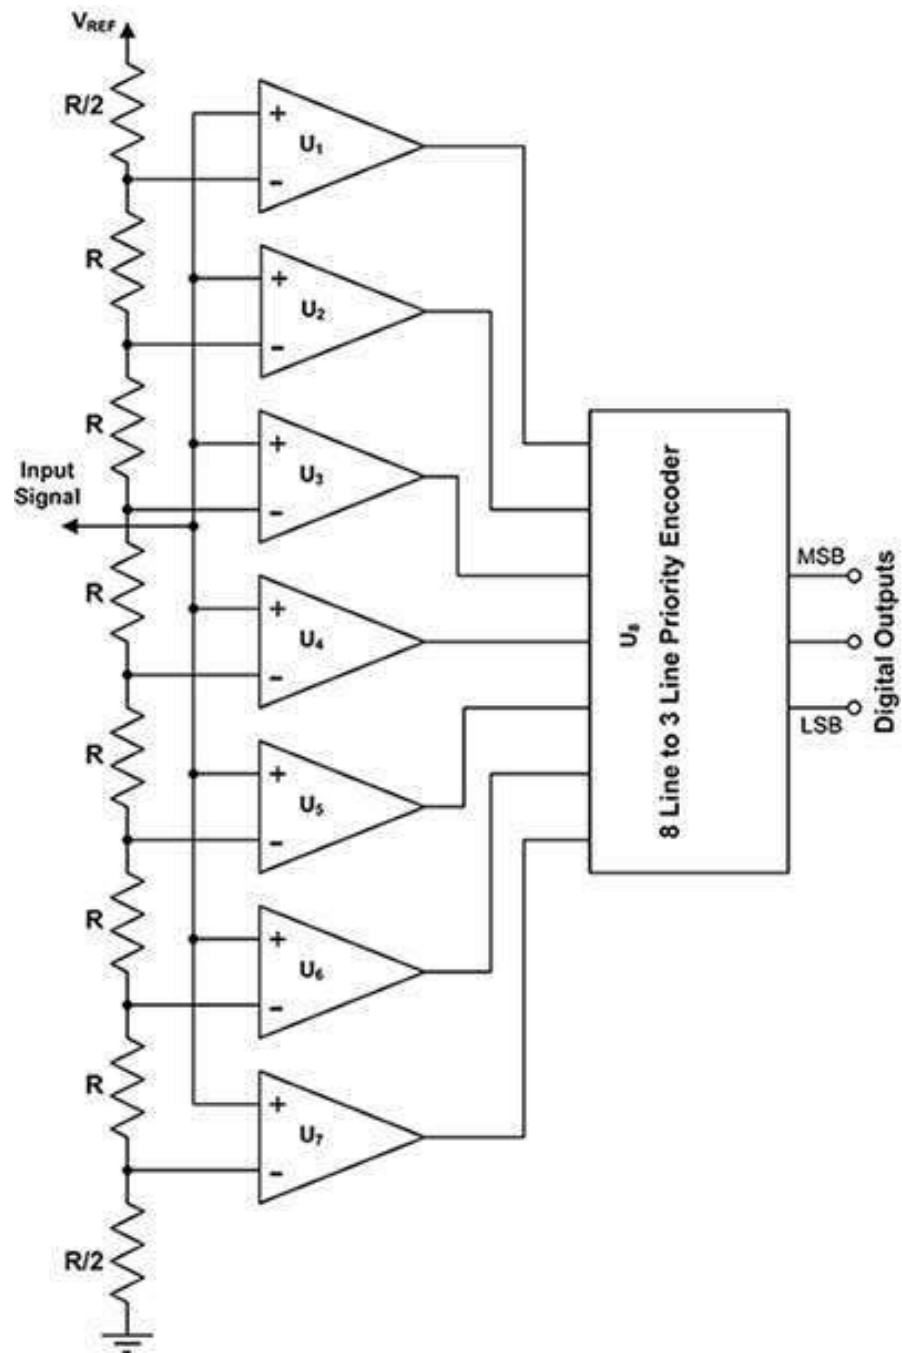 V_REF
R/2
+
U₁
-
R
+
U₂
-
R
+
U₃
-
Input
Signal
R
+
U₄
-
R
+
U₅
-
R
+
U₆
-
R
+
U₇
-
R/2
U₈
8 Line to 3 Line Priority Encoder
MSB
LSB
Digital Outputs